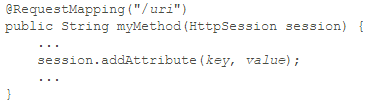 @RequestMapping("/uri")
public String myMethod(HttpSession session) {
    ...
    session.addAttribute(key, value);
    ...
}